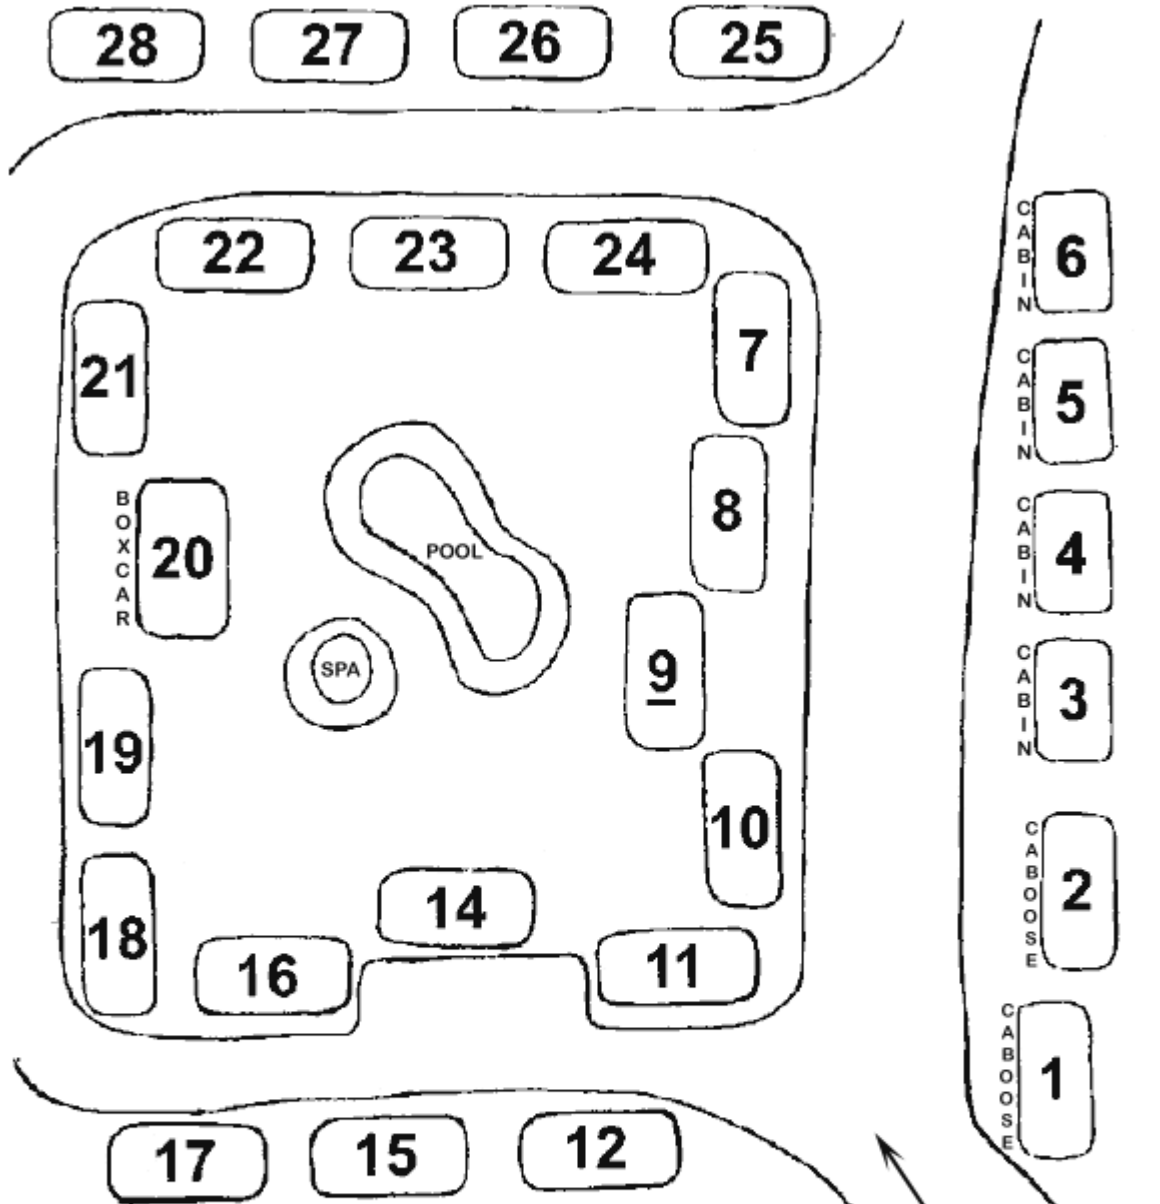 28 27 26 25
22 23 24
CABIN 6
21
7
CABIN 5
BOXCAR 20
POOL
8
CABIN 4
SPA
9
CABIN 3
19
10
CABOOSE 2
18
14
16
11
CABOOSE 1
17 15 12